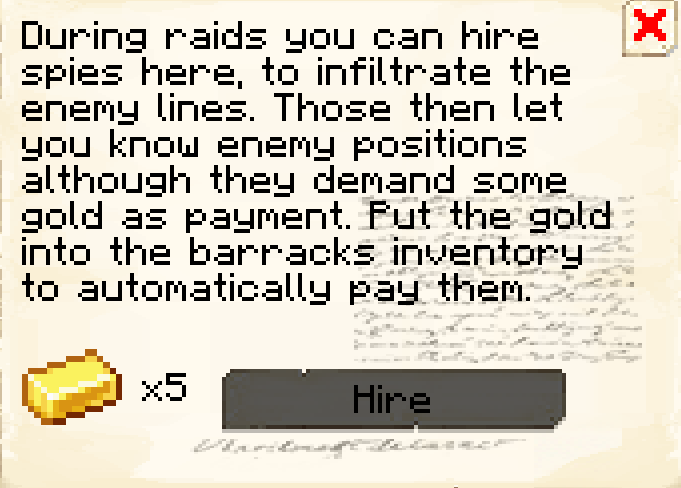 During raids you can hire
spies here, to infiltrate the
enemy lines. Those then let
you know enemy positions
although they demand some
gold as payment. Put the gold
into the barracks inventory
to automatically pay them.
x5
Hire